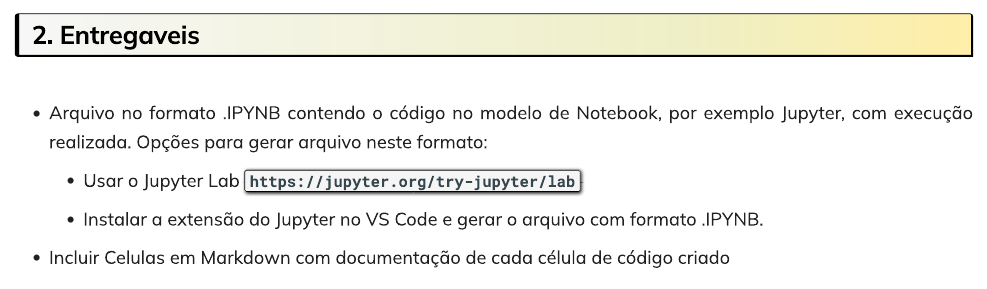 2. Entregaveis
• Arquivo no formato .IPYNB contendo o código no modelo de Notebook, por exemplo Jupyter, com execução
realizada. Opções para gerar arquivo neste formato:
• Usar o Jupyter Lab https://jupyter.org/try-jupyter/lab
• Instalar a extensão do Jupyter no VS Code e gerar o arquivo com formato .IPYNB.
• Incluir Celulas em Markdown com documentação de cada célula de código criado